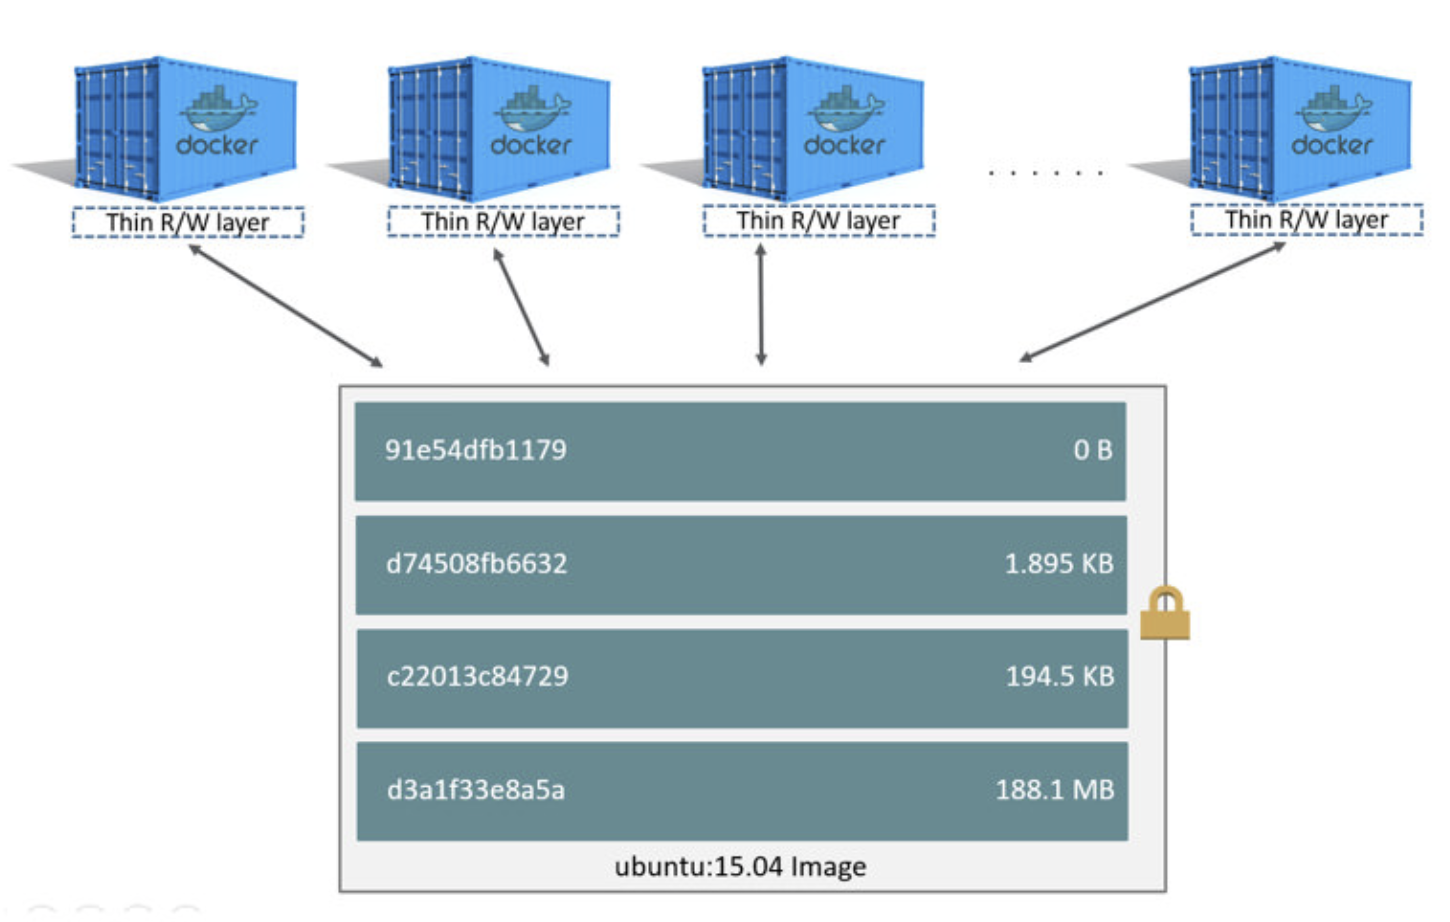 docker docker docker docker
. . . . . .
Thin R/W layer Thin R/W layer Thin R/W layer Thin R/W layer
91e54dfb1179 0 B
d74508fb6632 1.895 KB
c22013c84729 194.5 KB
d3a1f33e8a5a 188.1 MB
ubuntu:15.04 Image